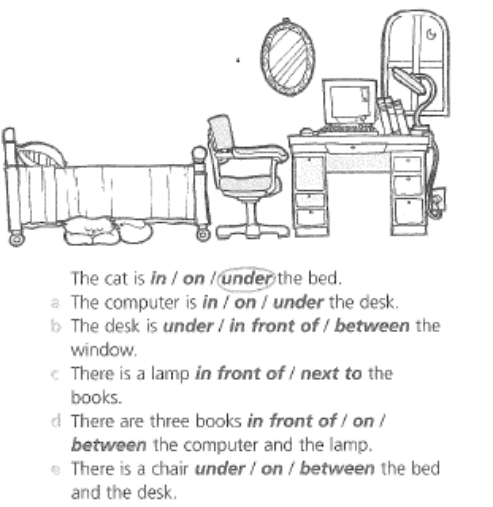 The cat is in / on / under the bed.
a The computer is in / on / under the desk.
b The desk is under / in front of / between the
window.
c There is a lamp in front of / next to the
books.
d There are three books in front of / on /
between the computer and the lamp.
e There is a chair under / on / between the bed
and the desk.